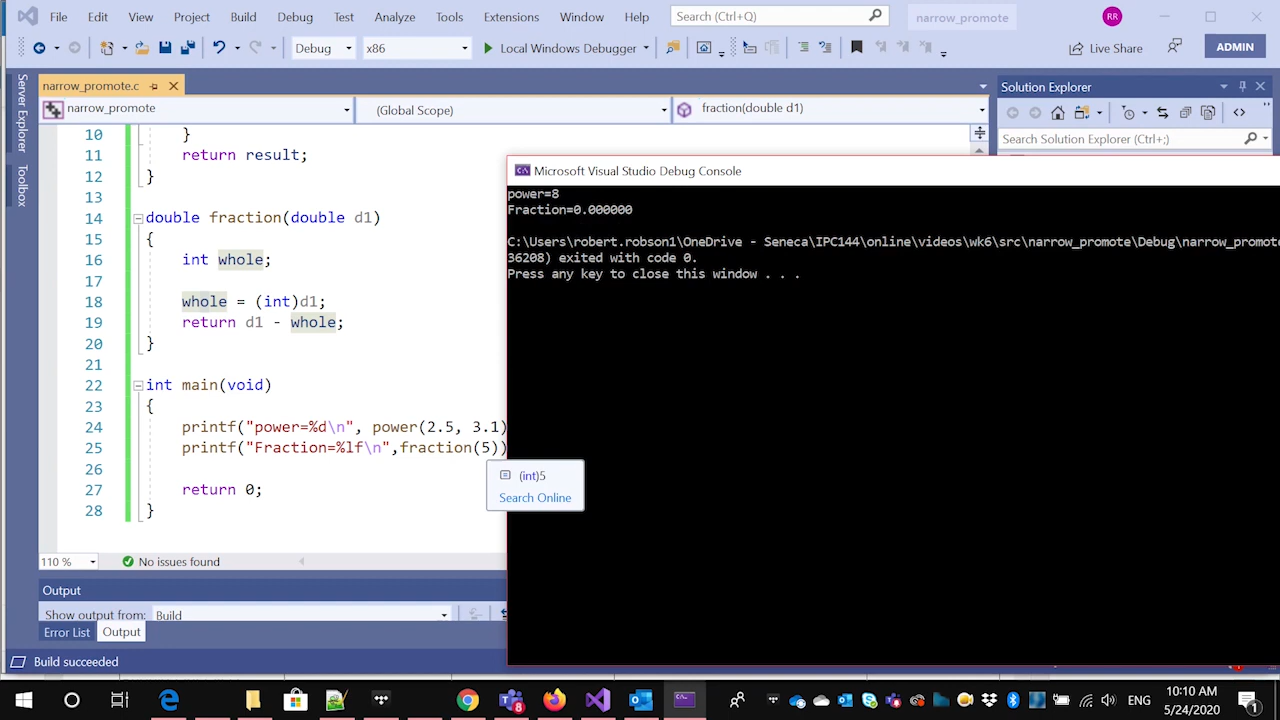 File Edit View Project Build Debug Test Analyze Tools Extensions Window Help Search (Ctrl+Q) narrow_promote RR
Debug x86 Local Windows Debugger Live Share ADMIN
Server Explorer
Toolbox
narrow_promote.c
narrow_promote (Global Scope) fraction(double d1)
10 }
11 return result;
12 }
13
14 double fraction(double d1)
15 {
16 int whole;
17
18 whole = (int)d1;
19 return d1 - whole;
20 }
21
22 int main(void)
23 {
24 printf("power=%d\n", power(2.5, 3.1)
25 printf("Fraction=%lf\n",fraction(5))
26
27 return 0;
28 }
(int)5
Search Online
110 % No issues found
Output
Show output from: Build
Error List Output
Build succeeded
Solution Explorer
Search Solution Explorer (Ctrl+;)
Microsoft Visual Studio Debug Console
power=8
Fraction=0.000000
C:\Users\robert.robson1\OneDrive - Seneca\IPC144\online\videos\wk6\src\narrow_promote\Debug\narrow_promot
36208) exited with code 0.
Press any key to close this window . . .
8
ENG
10:10 AM
5/24/2020
1